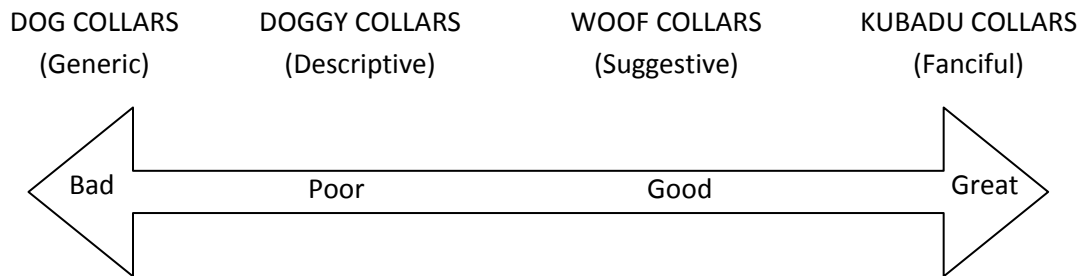 DOG COLLARS DOGGY COLLARS WOOF COLLARS KUBADU COLLARS
(Generic) (Descriptive) (Suggestive) (Fanciful)
Bad Poor Good Great